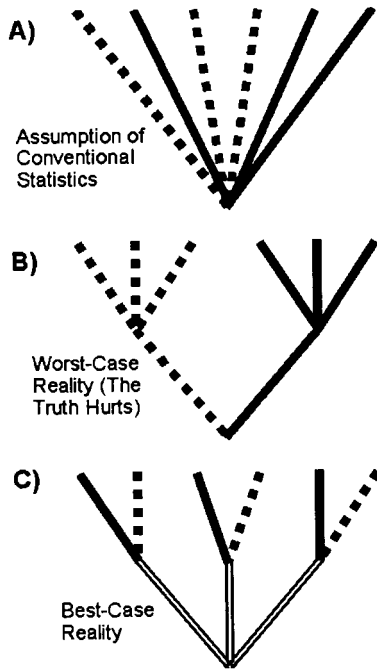 A)
Assumption of
Conventional
Statistics
B)
Worst-Case
Reality (The
Truth Hurts)
C)
Best-Case
Reality